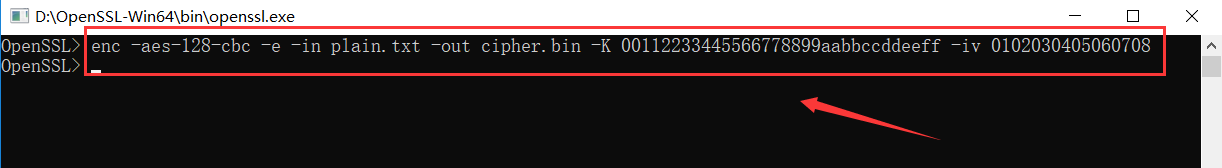 D:\OpenSSL-Win64\bin\openssl.exe
OpenSSL> enc -aes-128-cbc -e -in plain.txt -out cipher.bin -K 00112233445566778899aabbccddeeff -iv 0102030405060708
OpenSSL>